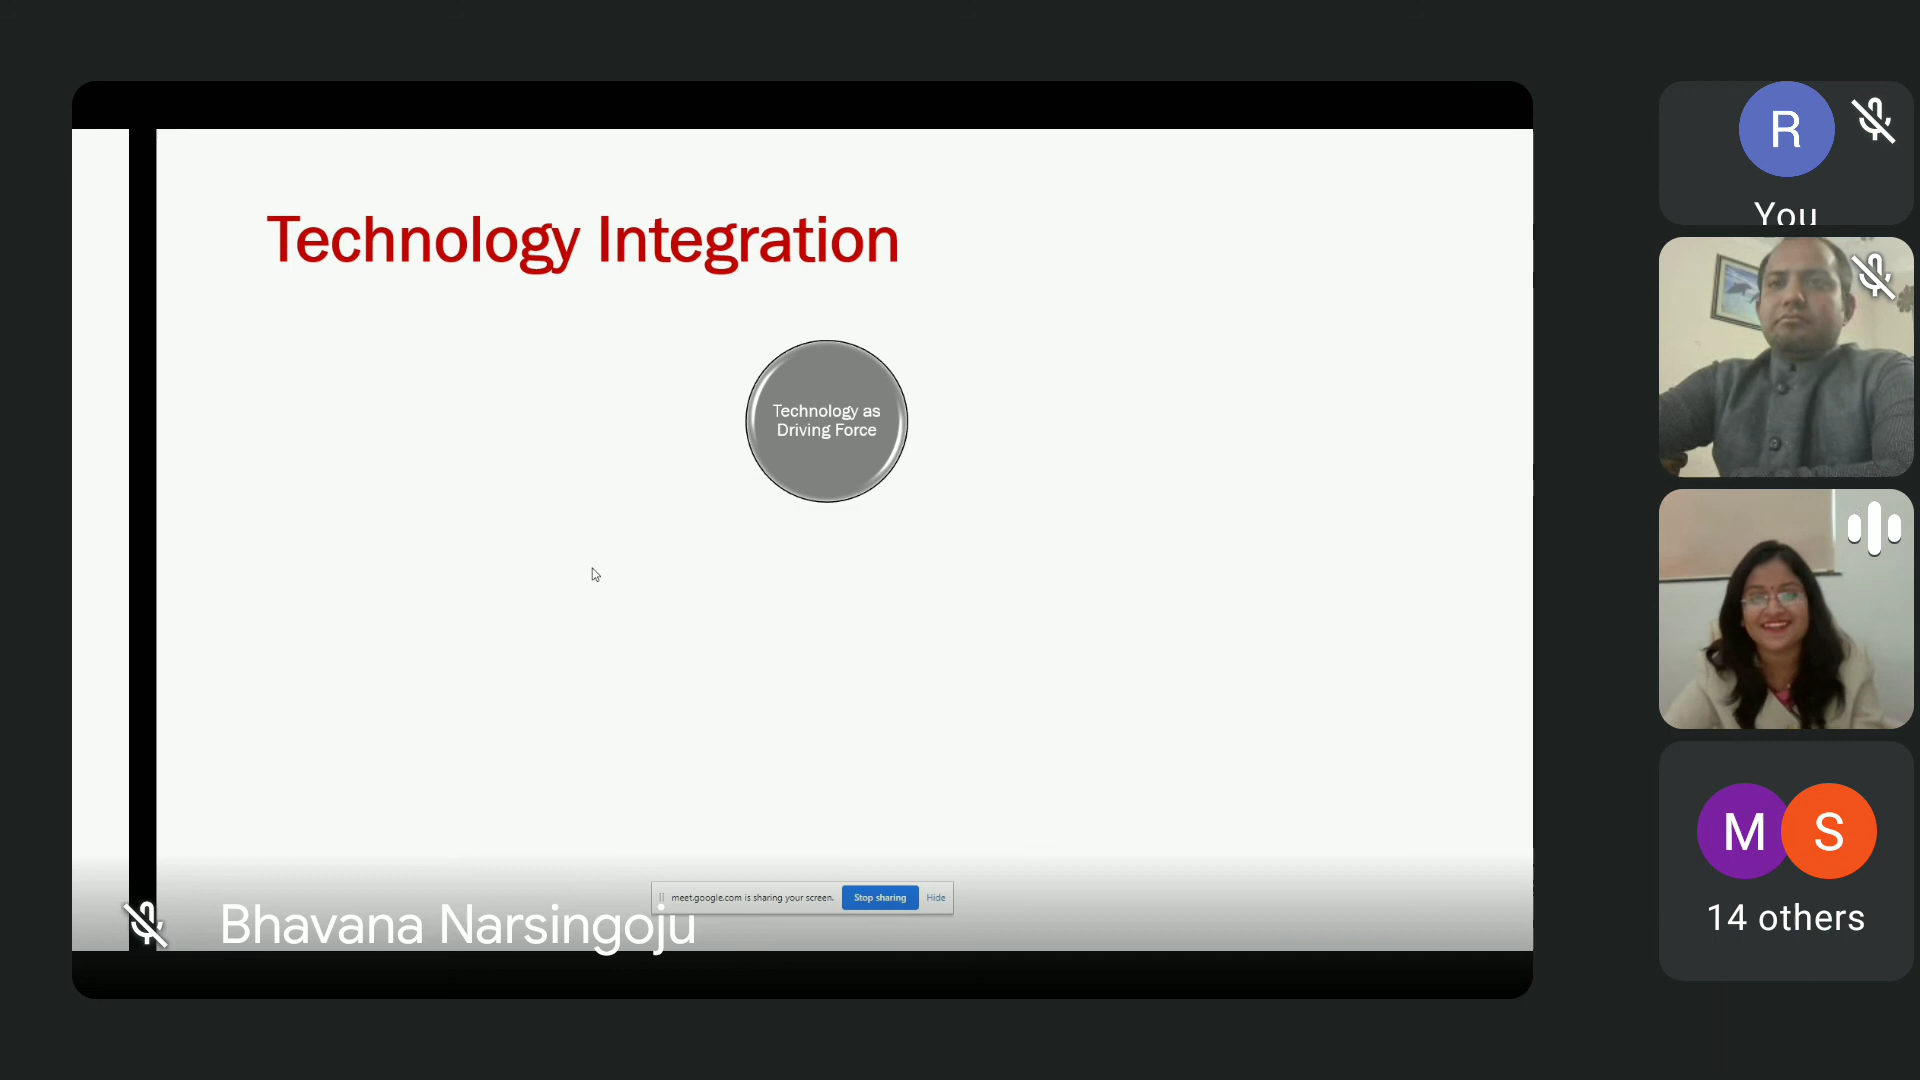 Technology Integration
Technology as
Driving Force
meet.google.com is sharing your screen.
Stop sharing
Hide
Bhavana Narsingoju
R
You
M
S
14 others